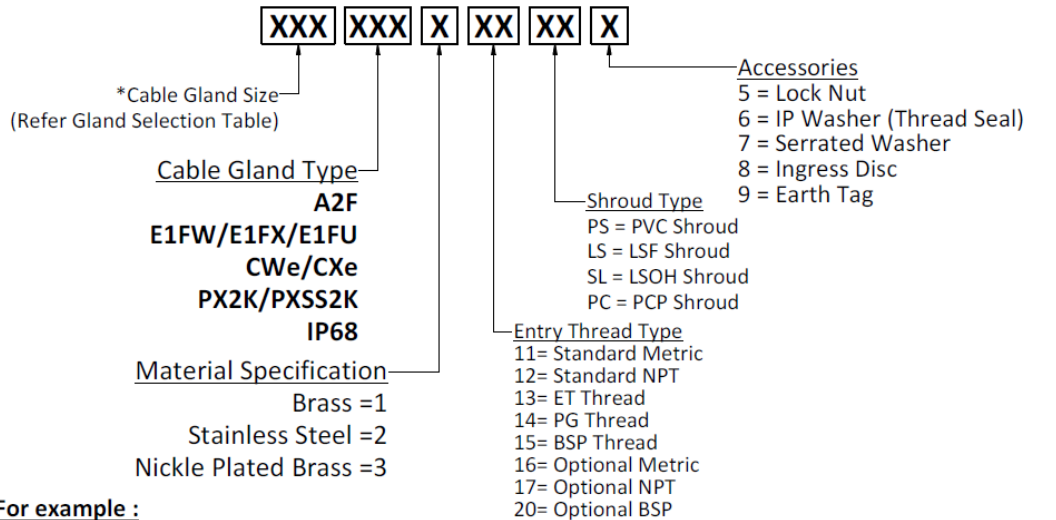 XXX XXX X XX XX X
*Cable Gland Size
(Refer Gland Selection Table)
Cable Gland Type
A2F
E1FW/E1FX/E1FU
CWe/CXe
PX2K/PXSS2K
IP68
Material Specification
Brass =1
Stainless Steel =2
Nickle Plated Brass =3
For example :
Entry Thread Type
11= Standard Metric
12= Standard NPT
13= ET Thread
14= PG Thread
15= BSP Thread
16= Optional Metric
17= Optional NPT
20= Optional BSP
Shroud Type
PS = PVC Shroud
LS = LSF Shroud
SL = LSOH Shroud
PC = PCP Shroud
Accessories
5 = Lock Nut
6 = IP Washer (Thread Seal)
7 = Serrated Washer
8 = Ingress Disc
9 = Earth Tag